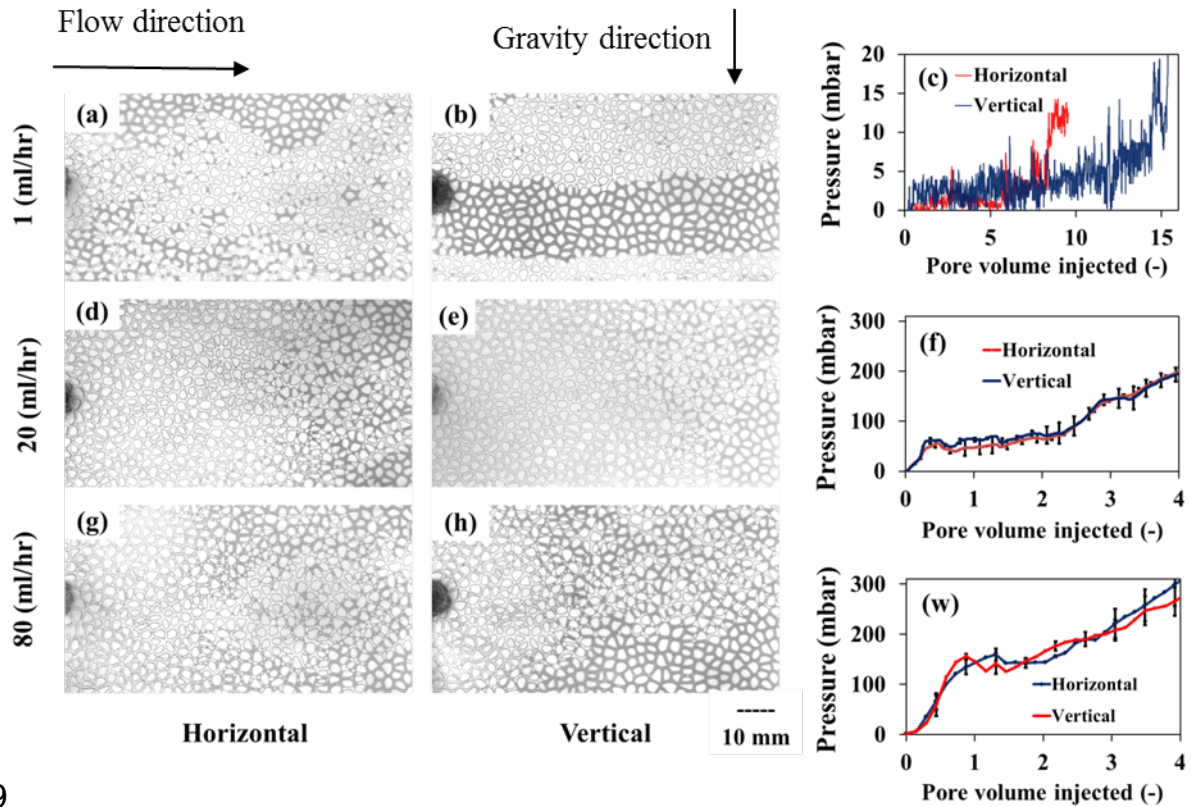 Flow direction
Gravity direction
1 (ml/hr)
20 (ml/hr)
80 (ml/hr)
(a)
(b)
(d)
(e)
(g)
(h)
Horizontal
Vertical
10 mm
(c)
Horizontal
Vertical
Pressure (mbar)
20
15
10
5
0
0 5 10 15
Pore volume injected (-)
(f)
Horizontal
Vertical
Pressure (mbar)
300
200
100
0
0 1 2 3 4
Pore volume injected (-)
(w)
Horizontal
Vertical
Pressure (mbar)
300
200
100
0
0 1 2 3 4
Pore volume injected (-)
9